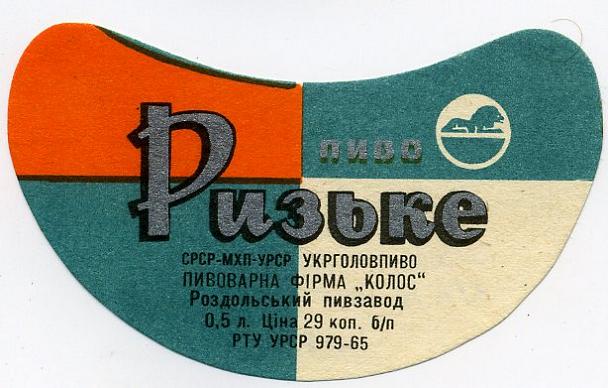 пиво
Ризьке
СРСР-МХП-УРСР УКРГОЛОВПИВО
ПИВОВАРНА ФІРМА „КОЛОС“
Роздольський пивзавод
0,5 л. Ціна 29 коп. б/п
РТУ УРСР 979-65